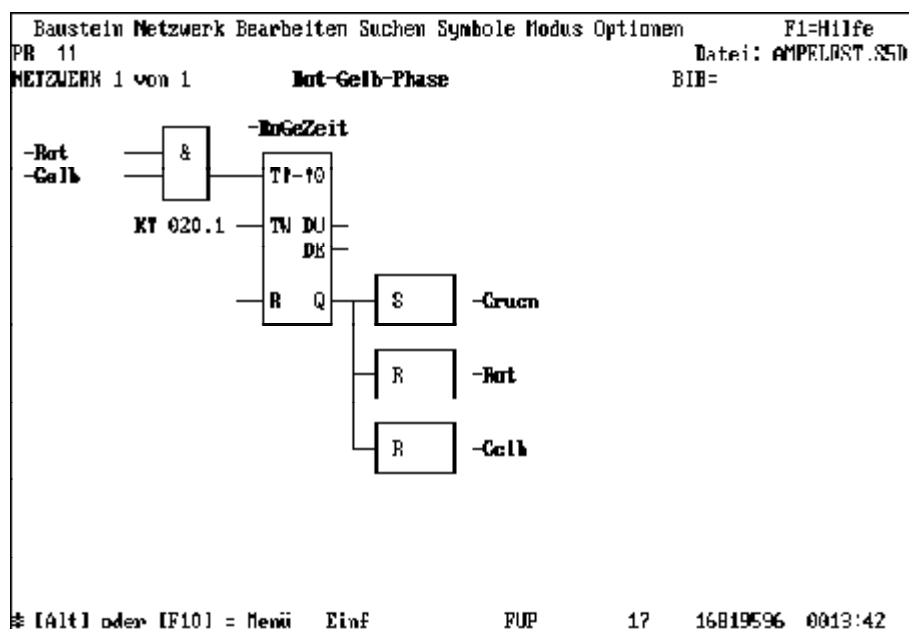 Baustein Netzwerk Bearbeiten Suchen Symbole Modus Optionen F1=Hilfe
PB 11 Datei: AMPELØST.S5D
NETZWERK 1 von 1 Rot-Gelb-Phase BIB=
-RoGeZeit
-Rot &
-Gelb T!-!0
KT 020.1 TW DU
DE
R Q S -Gruen
R -Rot
R -Gelb
* [Alt] oder [F10] = Menü Einf FUP 17 16819596 0013:42